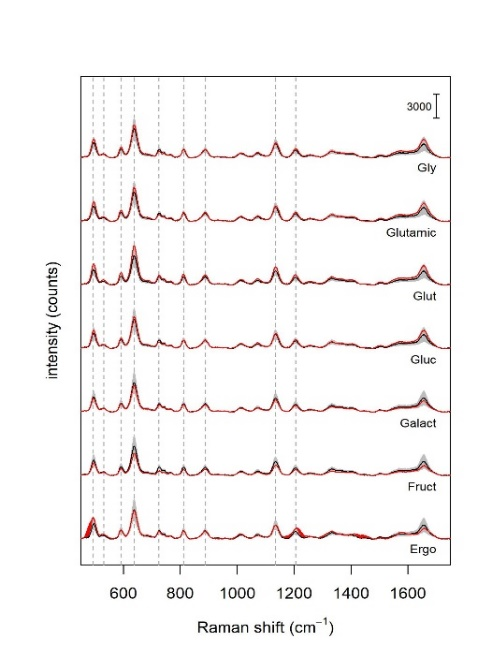 3000
Gly
Glutamic
Glut
Gluc
Galact
Fruct
Ergo
intensity (counts)
600 800 1000 1200 1400 1600
Raman shift (cm⁻¹)